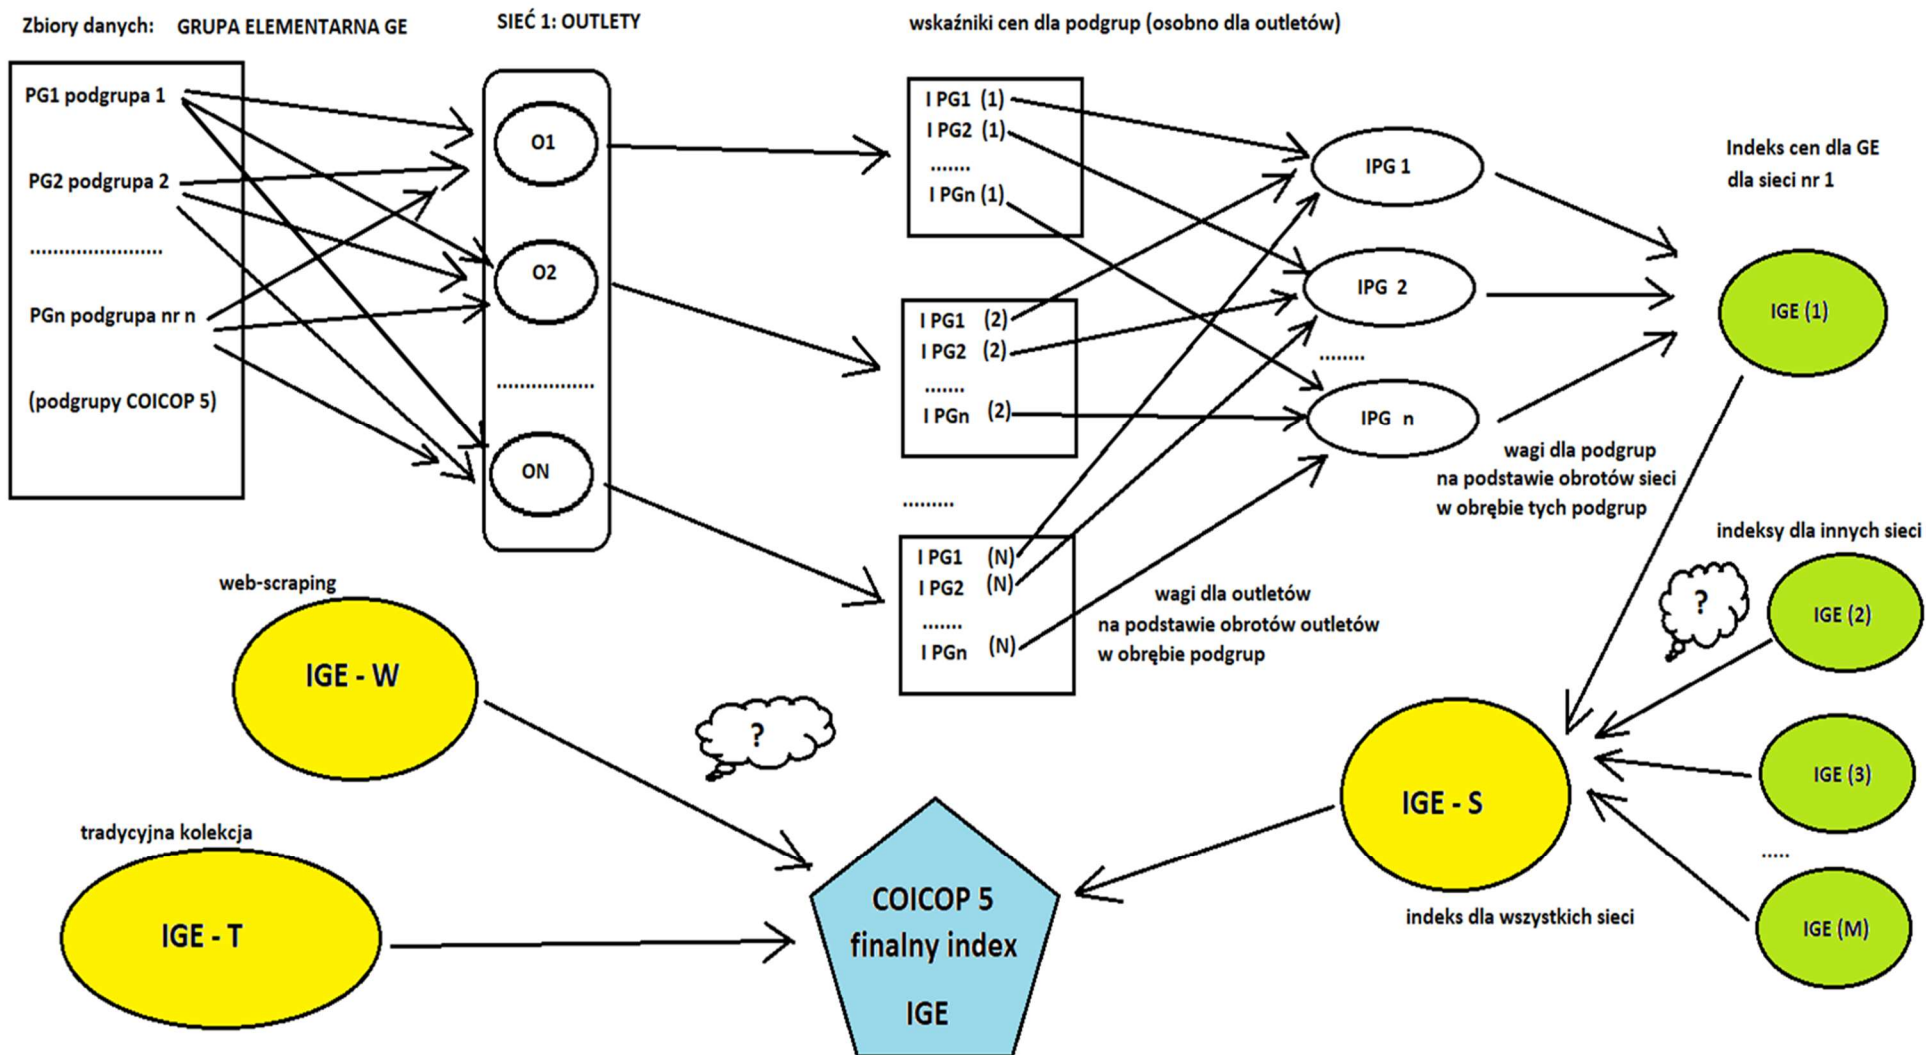 Zbiory danych: GRUPA ELEMENTARNA GE
SIEĆ 1: OUTLETY
wskaźniki cen dla podgrup (osobno dla outletów)
PG1 podgrupa 1
PG2 podgrupa 2
.......................
PGn podgrupa nr n
(podgrupy COICOP 5)
O1
O2
.................
ON
I PG1 (1)
I PG2 (1)
.......
I PGn (1)
I PG1 (2)
I PG2 (2)
.......
I PGn (2)
.........
I PG1 (N)
I PG2 (N)
.......
I PGn (N)
IPG 1
IPG 2
........
IPG n
Indeks cen dla GE
dla sieci nr 1
IGE (1)
wagi dla podgrup
na podstawie obrotów sieci
w obrębie tych podgrup
wagi dla outletów
na podstawie obrotów outletów
w obrębie podgrup
indeksy dla innych sieci
?
IGE (2)
IGE (3)
.....
IGE (M)
web-scraping
IGE - W
?
tradycyjna kolekcja
IGE - T
IGE - S
indeks dla wszystkich sieci
COICOP 5
finalny index
IGE